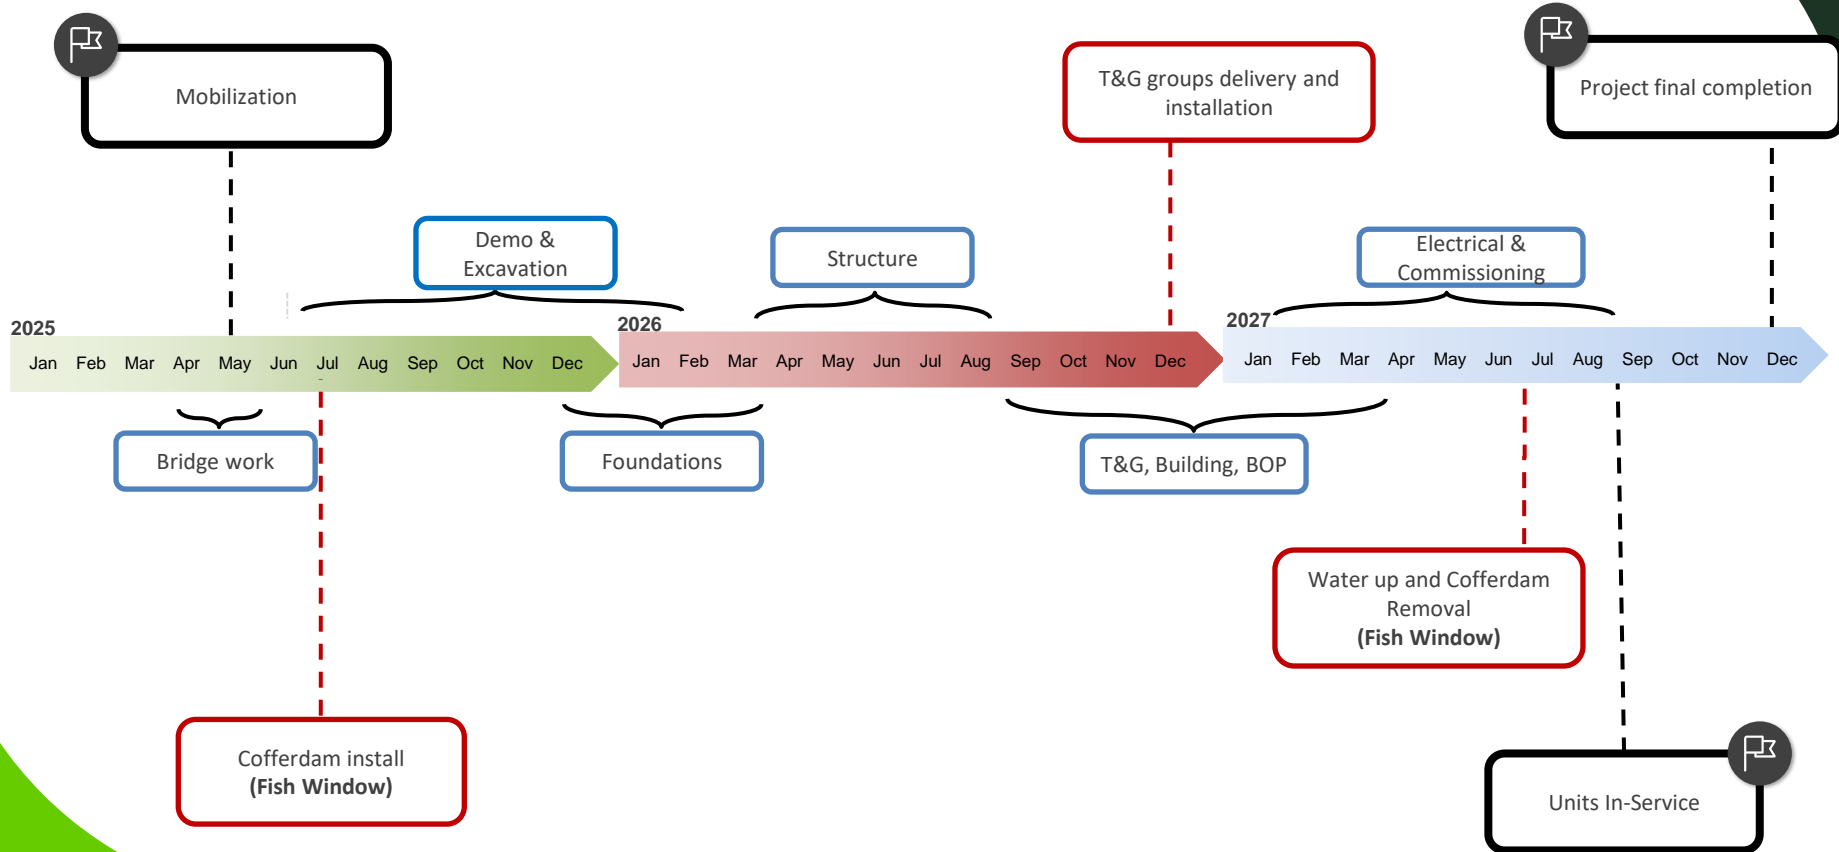 Mobilization
T&G groups delivery and
installation
Project final completion
Demo &
Excavation
Structure
Electrical &
Commissioning
2025
2026
2027
Jan Feb Mar Apr May Jun Jul Aug Sep Oct Nov Dec
Jan Feb Mar Apr May Jun Jul Aug Sep Oct Nov Dec
Jan Feb Mar Apr May Jun Jul Aug Sep Oct Nov Dec
Bridge work
Foundations
T&G, Building, BOP
Water up and Cofferdam
Removal
(Fish Window)
Cofferdam install
(Fish Window)
Units In-Service